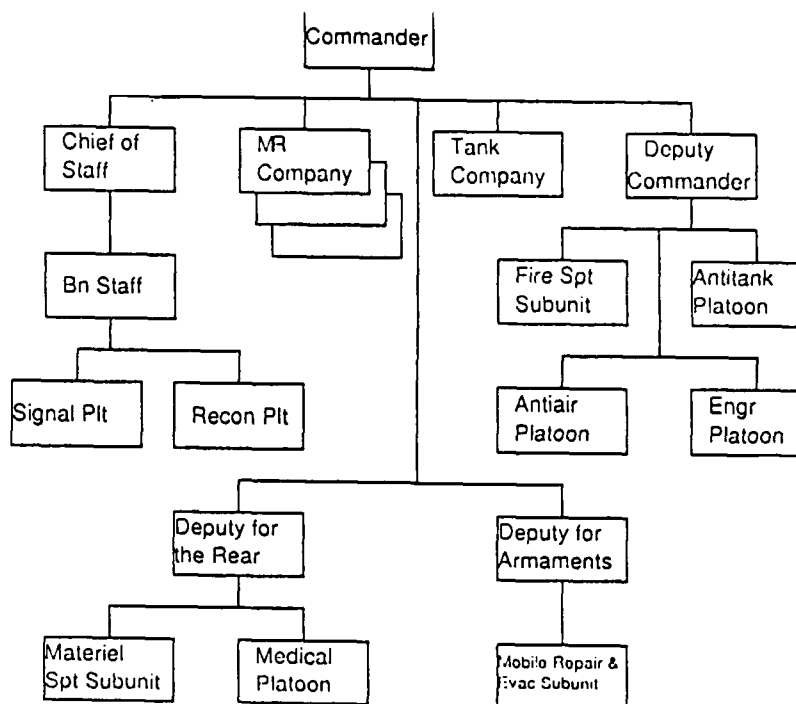 Commander
Chief of
Staff
MR
Company
Tank
Company
Deputy
Commander
Bn Staff
Fire Spt
Subunit
Antitank
Platoon
Signal Plt
Recon Plt
Antiair
Platoon
Engr
Platoon
Deputy for
the Rear
Deputy for
Armaments
Materiel
Spt Subunit
Medical
Platoon
Mobile Repair &
Evac Subunit